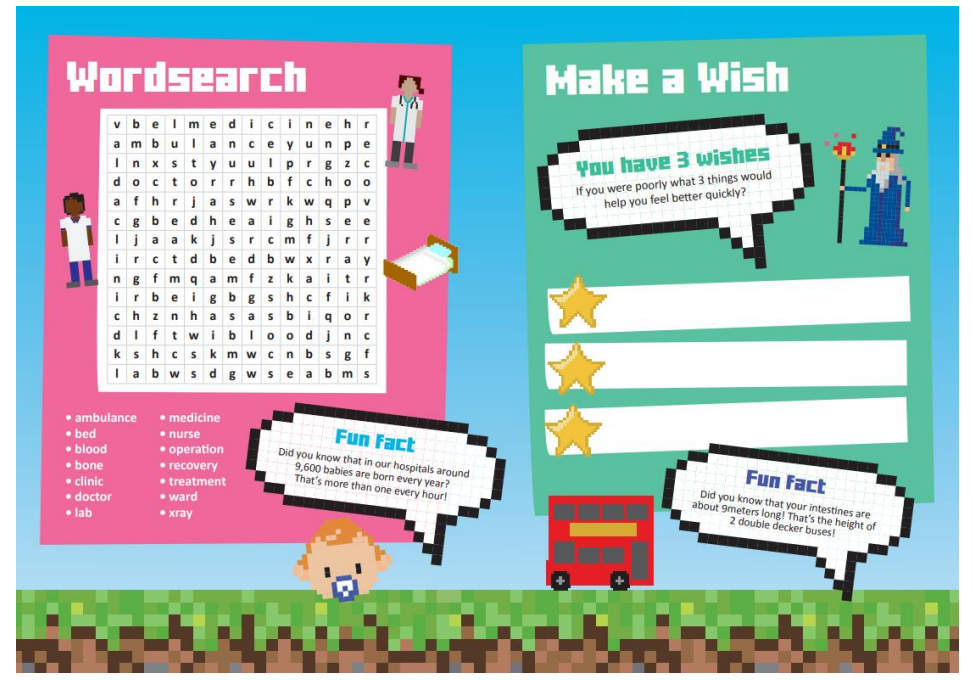 Wordsearch
v b e l m e d i c i n e h r
a m b u l a n c e y u n p e
l n x s t y u u l p r g z c
d o c t o r r h b f c h o o
a f h r j a s w r k w q p v
c g b e d h e a i g h s e e
l j a a k j s r c m f j r r
i r c t d b e d b w x r a y
n g f m q a m f z k a i t r
i r b e i g b g s h c f i k
c h z n h a s a s b i q o r
d l f t w i b l o o d j n c
k s h c s k m w c n b s g f
l a b w s d g w s e a b m s
• ambulance
• bed
• blood
• bone
• clinic
• doctor
• lab
• medicine
• nurse
• operation
• recovery
• treatment
• ward
• xray
Fun Fact
Did you know that in our hospitals around
9,600 babies are born every year?
That's more than one every hour!
Make a Wish
You have 3 wishes
If you were poorly what 3 things would
help you feel better quickly?
Fun Fact
Did you know that your intestines are
about 9meters long! That's the height of
2 double decker buses!